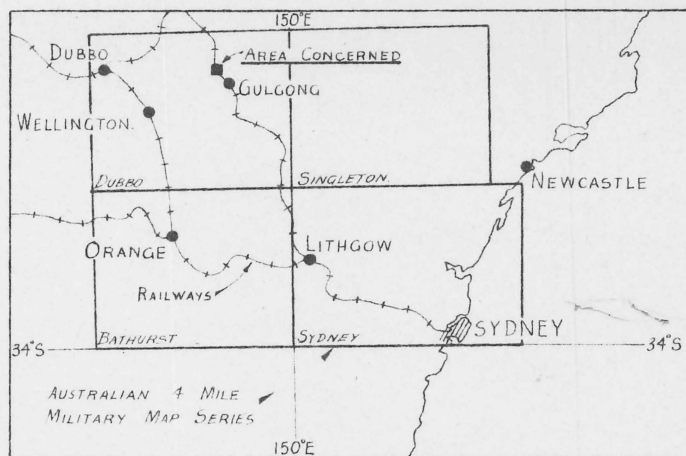 150°E
DUBBO
AREA CONCERNED
GULGONG
WELLINGTON.
DUBBO
SINGLETON.
NEWCASTLE
ORANGE
LITHGOW
RAILWAYS
BATHURST
SYDNEY
SYDNEY
34°S
34°S
AUSTRALIAN 4 MILE
MILITARY MAP SERIES
150°E